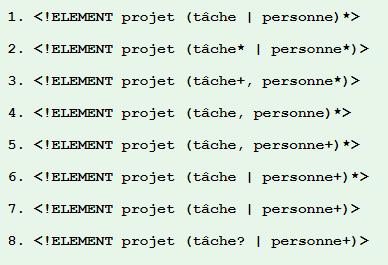 1. <!ELEMENT projet (tâche | personne)*>
2. <!ELEMENT projet (tâche* | personne*)>
3. <!ELEMENT projet (tâche+, personne*)>
4. <!ELEMENT projet (tâche, personne)*>
5. <!ELEMENT projet (tâche, personne+)*>
6. <!ELEMENT projet (tâche | personne+)*>
7. <!ELEMENT projet (tâche | personne+)>
8. <!ELEMENT projet (tâche? | personne+)>